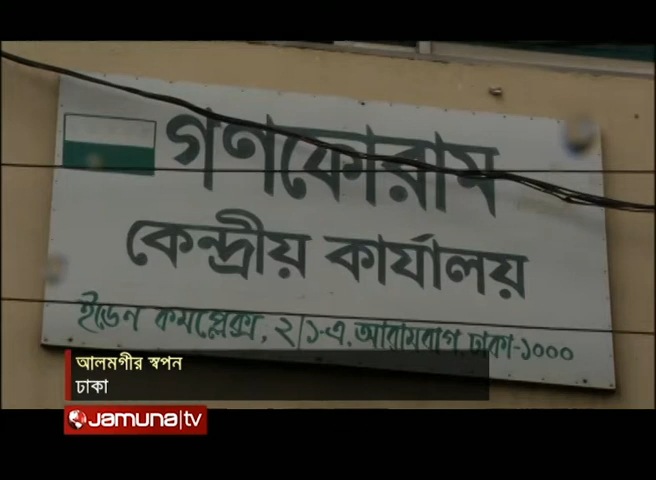 গণফোরাম
কেন্দ্রীয় কার্যালয়
ইডেন কমপ্লেক্স, ২/১-এ, আরামবাগ, ঢাকা-১০০০
আলমগীর স্বপন
ঢাকা
Jamuna|tv